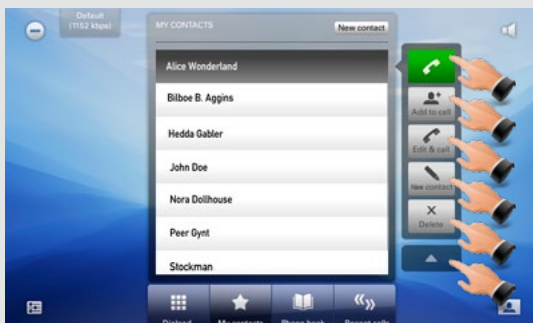 Default
(1152 kbps)
MY CONTACTS
New contact
Alice Wonderland
Bilboe B. Aggins
Hedda Gabler
John Doe
Nora Dollhouse
Peer Gynt
Stockman
Add to call
Edit & call
New contact
Delete
Dialpad
My contacts
Phone book
Recent calls